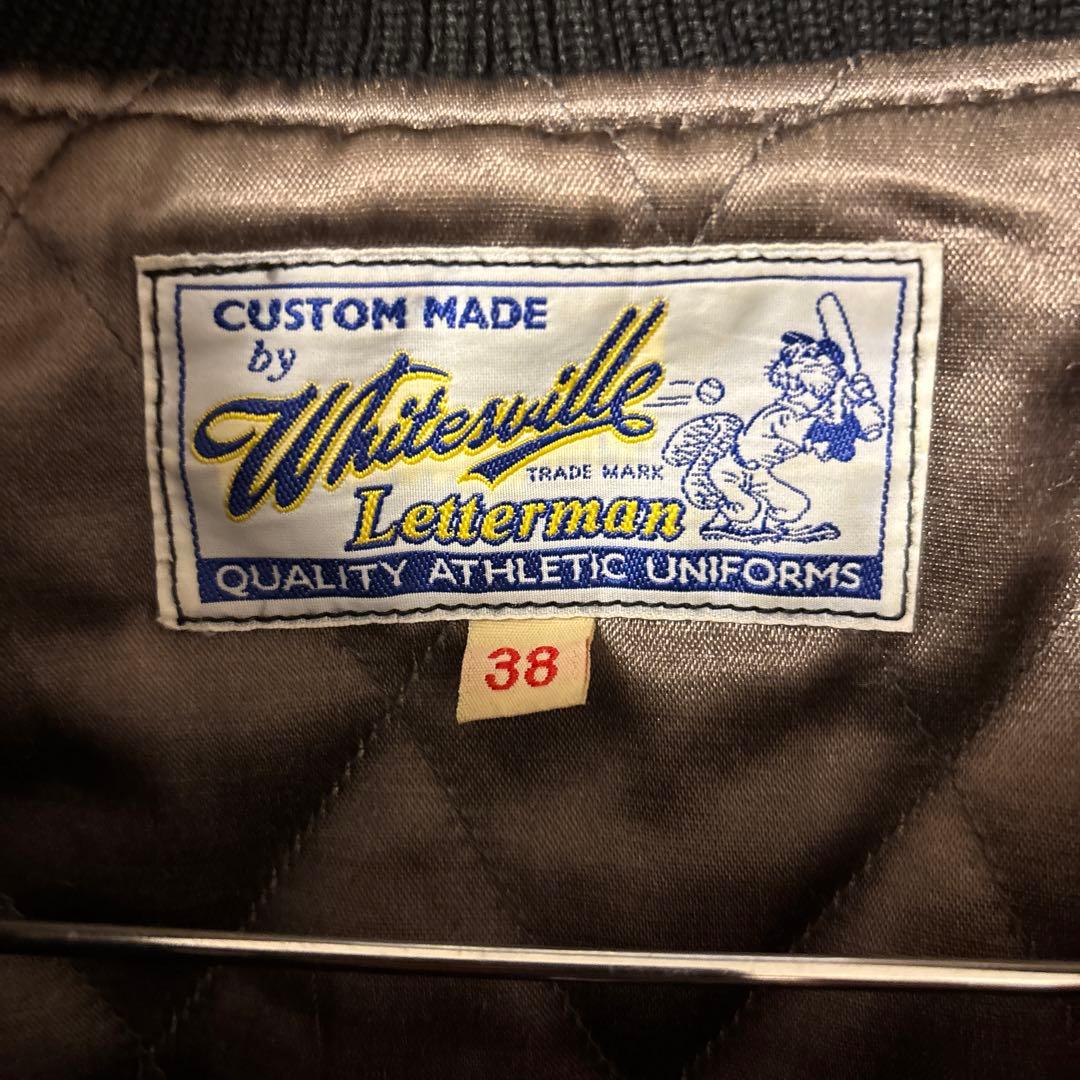 CUSTOM MADE
by
Whitesville
TRADE MARK
Letterman
QUALITY ATHLETIC UNIFORMS
38